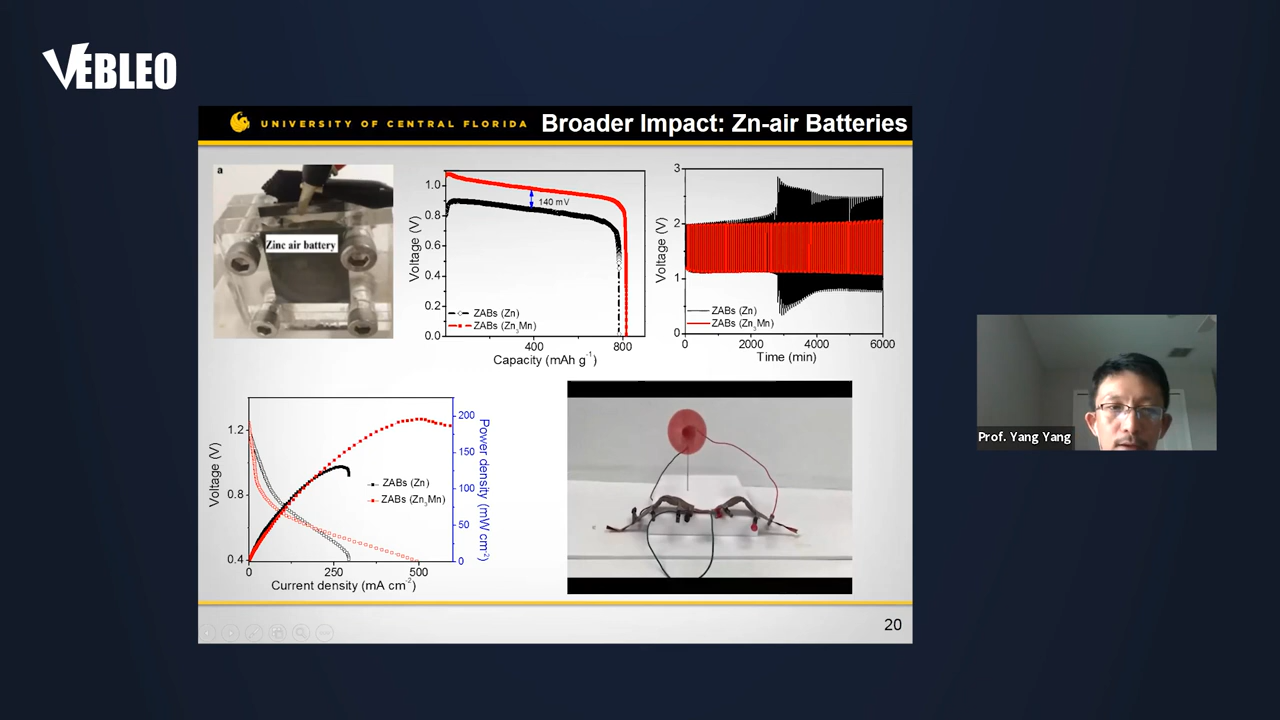 VEBLEO
UNIVERSITY OF CENTRAL FLORIDA
Broader Impact: Zn-air Batteries
a
Zinc air battery
1.0
0.8
0.6
0.4
0.2
0.0
Voltage (V)
140 mV
ZABs (Zn)
ZABs (Zn₃Mn)
400
800
Capacity (mAh g⁻¹)
3
2
1
0
Voltage (V)
ZABs (Zn)
ZABs (Zn₃Mn)
0
2000
4000
6000
Time (min)
1.2
0.8
0.4
Voltage (V)
ZABs (Zn)
ZABs (Zn₃Mn)
200
150
100
50
0
Power density (mW cm⁻²)
0
250
500
Current density (mA cm⁻²)
20
Prof. Yang Yang